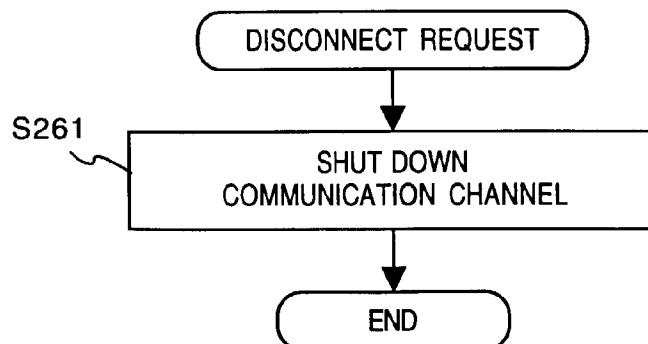 DISCONNECT REQUEST
S261
SHUT DOWN
COMMUNICATION CHANNEL
END